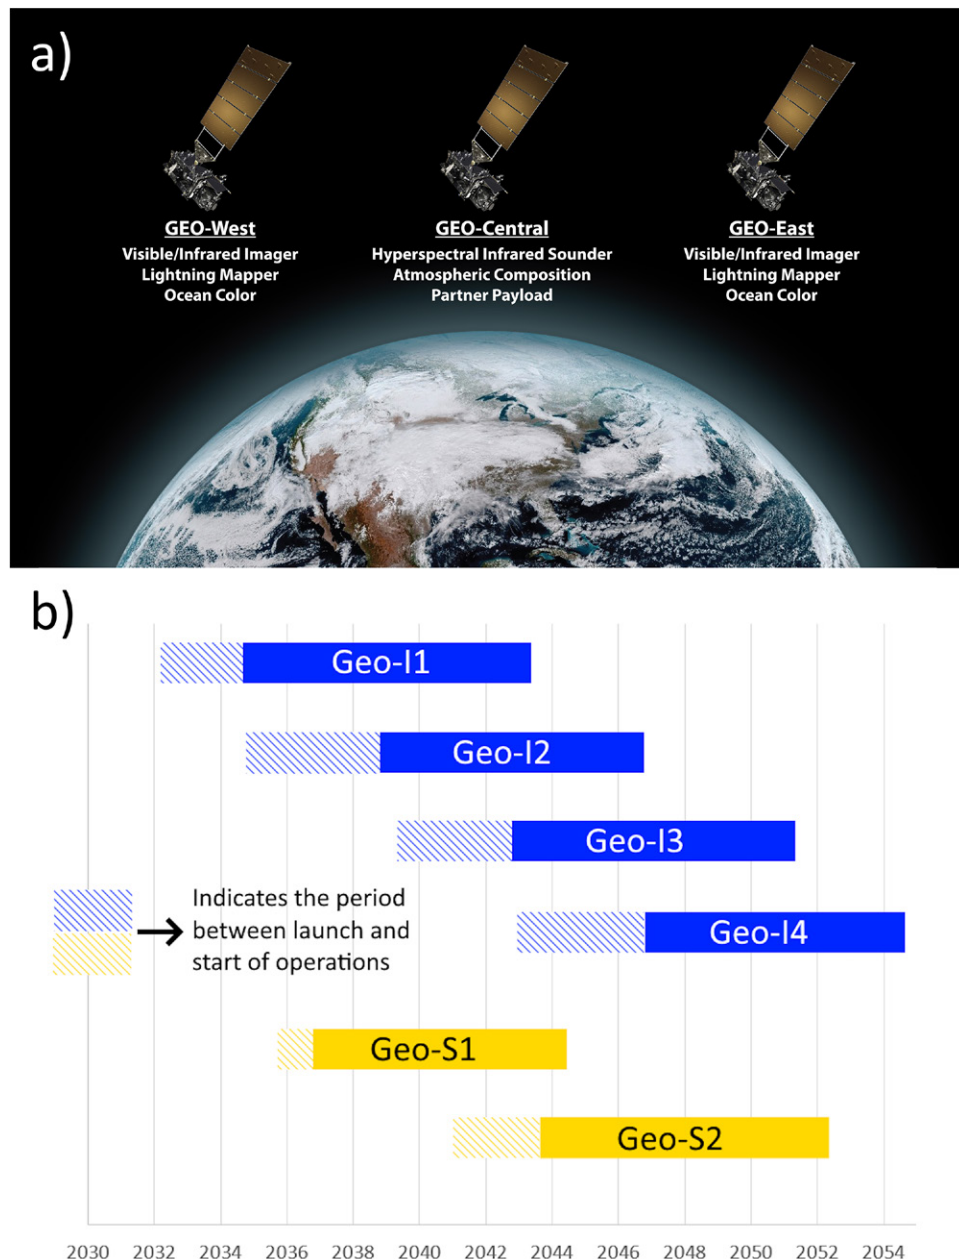 a)
GEO-West
Visible/Infrared Imager
Lightning Mapper
Ocean Color
GEO-Central
Hyperspectral Infrared Sounder
Atmospheric Composition
Partner Payload
GEO-East
Visible/Infrared Imager
Lightning Mapper
Ocean Color
b)
Geo-I1
Geo-I2
Geo-I3
Indicates the period
between launch and
start of operations
Geo-I4
Geo-S1
Geo-S2
2030 2032 2034 2036 2038 2040 2042 2044 2046 2048 2050 2052 2054